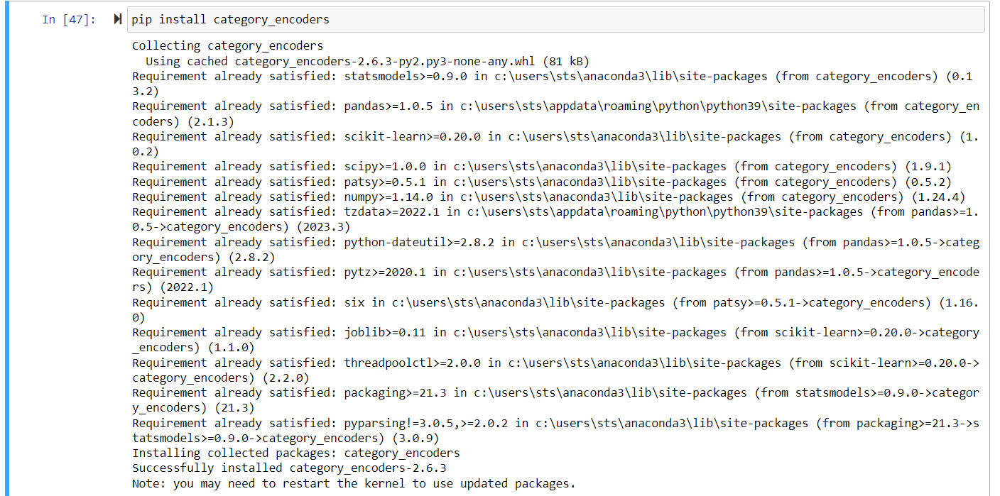 In [47]: pip install category_encoders
Collecting category_encoders
  Using cached category_encoders-2.6.3-py2.py3-none-any.whl (81 kB)
Requirement already satisfied: statsmodels>=0.9.0 in c:\users\sts\anaconda3\lib\site-packages (from category_encoders) (0.1
3.2)
Requirement already satisfied: pandas>=1.0.5 in c:\users\sts\appdata\roaming\python\python39\site-packages (from category_en
coders) (2.1.3)
Requirement already satisfied: scikit-learn>=0.20.0 in c:\users\sts\anaconda3\lib\site-packages (from category_encoders) (1.
0.2)
Requirement already satisfied: scipy>=1.0.0 in c:\users\sts\anaconda3\lib\site-packages (from category_encoders) (1.9.1)
Requirement already satisfied: patsy>=0.5.1 in c:\users\sts\anaconda3\lib\site-packages (from category_encoders) (0.5.2)
Requirement already satisfied: numpy>=1.14.0 in c:\users\sts\anaconda3\lib\site-packages (from category_encoders) (1.24.4)
Requirement already satisfied: tzdata>=2022.1 in c:\users\sts\appdata\roaming\python\python39\site-packages (from pandas>=1.
0.5->category_encoders) (2023.3)
Requirement already satisfied: python-dateutil>=2.8.2 in c:\users\sts\anaconda3\lib\site-packages (from pandas>=1.0.5->categ
ory_encoders) (2.8.2)
Requirement already satisfied: pytz>=2020.1 in c:\users\sts\anaconda3\lib\site-packages (from pandas>=1.0.5->category_encode
rs) (2022.1)
Requirement already satisfied: six in c:\users\sts\anaconda3\lib\site-packages (from patsy>=0.5.1->category_encoders) (1.16.
0)
Requirement already satisfied: joblib>=0.11 in c:\users\sts\anaconda3\lib\site-packages (from scikit-learn>=0.20.0->category
_encoders) (1.1.0)
Requirement already satisfied: threadpoolctl>=2.0.0 in c:\users\sts\anaconda3\lib\site-packages (from scikit-learn>=0.20.0->
category_encoders) (2.2.0)
Requirement already satisfied: packaging>=21.3 in c:\users\sts\anaconda3\lib\site-packages (from statsmodels>=0.9.0->categor
y_encoders) (21.3)
Requirement already satisfied: pyparsing!=3.0.5,>=2.0.2 in c:\users\sts\anaconda3\lib\site-packages (from packaging>=21.3->s
tatsmodels>=0.9.0->category_encoders) (3.0.9)
Installing collected packages: category_encoders
Successfully installed category_encoders-2.6.3
Note: you may need to restart the kernel to use updated packages.